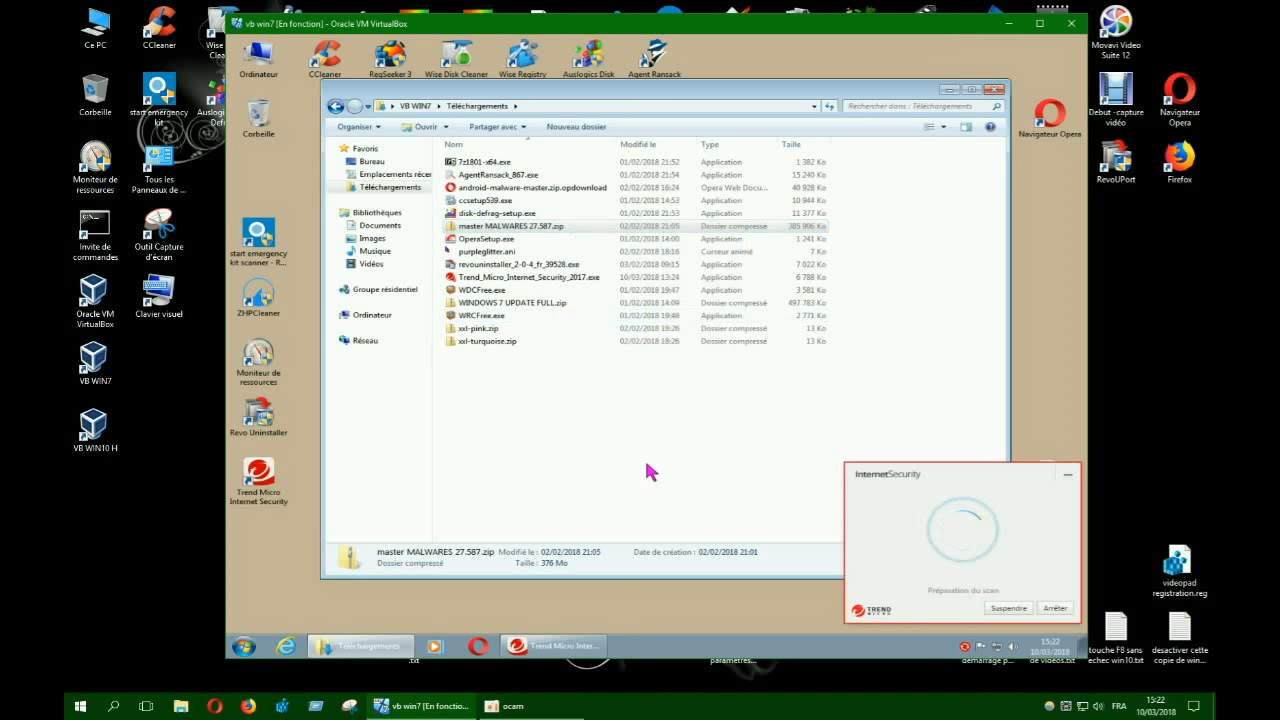 vb win7 [En fonction] - Oracle VM VirtualBox
Ce PC
CCleaner
Wise
Clea
Corbeille
start emergency
kit
Auslogi
Def
Moniteur de
ressources
Tous les
Panneaux de ...
Invite de
commandes
Outil Capture
d'écran
Oracle VM
VirtualBox
Clavier visuel
VB WIN7
VB WIN10 H
Ordinateur
CCleaner
RegSeeker 3
Wise Disk Cleaner
Wise Registry
Auslogics Disk
Agent Ransack
Corbeille
start emergency
kit scanner - R...
ZHPCleaner
Moniteur de
ressources
Revo Uninstaller
Trend Micro
Internet Security
Navigateur Opera
VB WIN7
Téléchargements
Rechercher dans : Téléchargements
Organiser
Ouvrir
Partager avec
Nouveau dossier
Favoris
Bureau
Emplacements récen
Téléchargements
Bibliothèques
Documents
Images
Musique
Vidéos
Groupe résidentiel
Ordinateur
Réseau
Nom Modifié le Type Taille
7z1801-x64.exe 01/02/2018 21:52 Application 1 382 Ko
AgentRansack_867.exe 01/02/2018 21:54 Application 15 240 Ko
android-malware-master.zip.opdownload 02/02/2018 16:24 Opera Web Docu... 40 928 Ko
ccsetup539.exe 01/02/2018 14:53 Application 10 944 Ko
disk-defrag-setup.exe 01/02/2018 21:53 Application 11 377 Ko
master MALWARES 27.587.zip 02/02/2018 21:05 Dossier compressé 385 906 Ko
OperaSetup.exe 01/02/2018 14:00 Application 1 241 Ko
purpleglitter.ani 02/02/2018 18:16 Curseur animé 7 Ko
revouninstaller_2-0-4_fr_39528.exe 03/02/2018 09:15 Application 7 022 Ko
Trend_Micro_Internet_Security_2017.exe 10/03/2018 13:24 Application 6 788 Ko
WDCFree.exe 01/02/2018 19:47 Application 3 581 Ko
WINDOWS 7 UPDATE FULL.zip 01/02/2018 14:09 Dossier compressé 497 783 Ko
WRCFree.exe 01/02/2018 19:48 Application 2 771 Ko
xxl-pink.zip 02/02/2018 18:26 Dossier compressé 13 Ko
xxl-turquoise.zip 02/02/2018 18:26 Dossier compressé 13 Ko
master MALWARES 27.587.zip Modifié le : 02/02/2018 21:05 Date de création : 02/02/2018 21:01
Dossier compressé Taille : 376 Mo
InternetSecurity
Préparation du scan
TREND
MICRO
Suspendre
Arrêter
Téléchargements
Trend Micro Inter...
15:22
10/03/2018
Movavi Video
Suite 12
Debut -capture
vidéo
Navigateur
Opera
RevoUPort
Firefox
videopad
registration.reg
touche F8 sans
echec win10.txt
desactiver cette
copie de win...
.txt
paramètres...
démarrage p...
de vidéos.txt
vb win7 [En fonctio...
ocam
FRA
15:22
10/03/2018